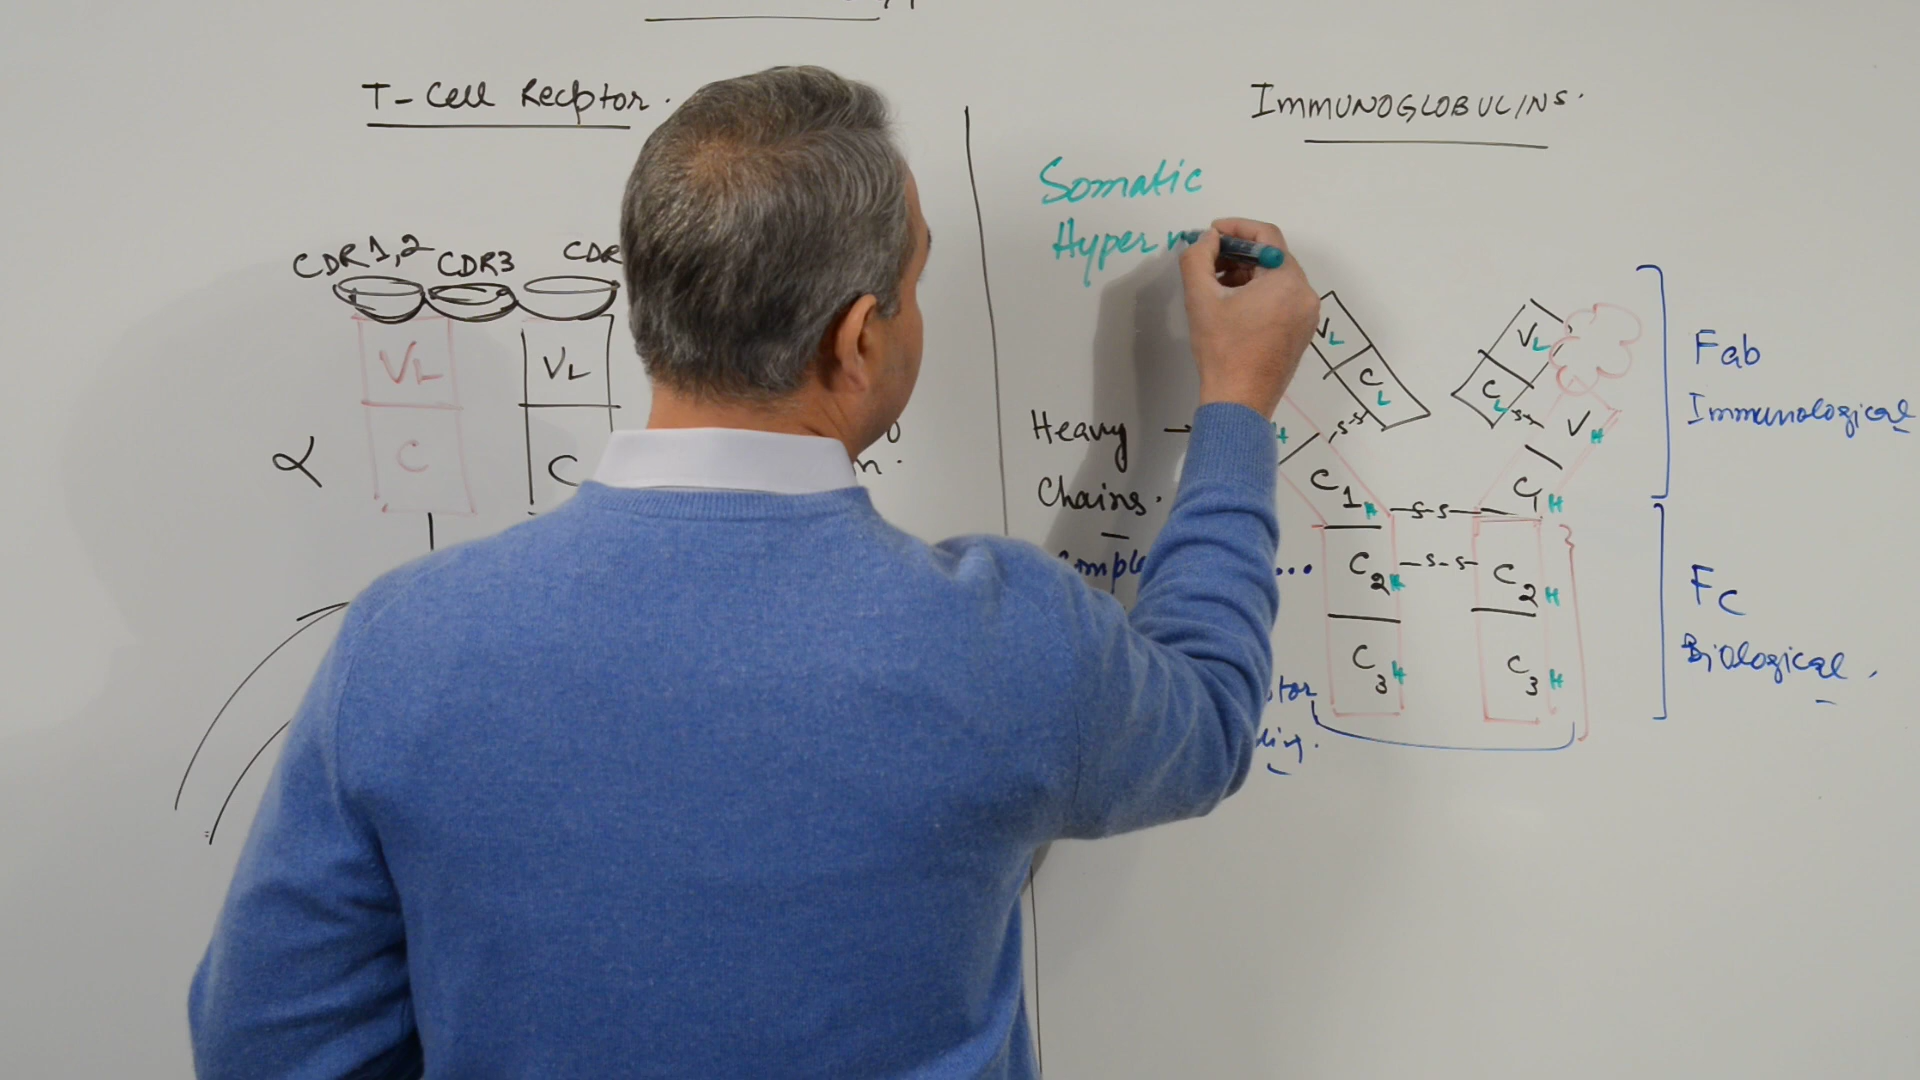 T-Cell Receptor.
CDR1,2
CDR3
CDR
VL
VL
C
C
α
IMMUNOGLOBULINS.
Somatic
Hyper
VL
CL
VL
CL
S-S
S-S
VH
H
Heavy
Chains.
C1H
S-S
C1H
C2H
S-S
C2H
C3H
C3H
Fab
Immunological
Fc
Biological.